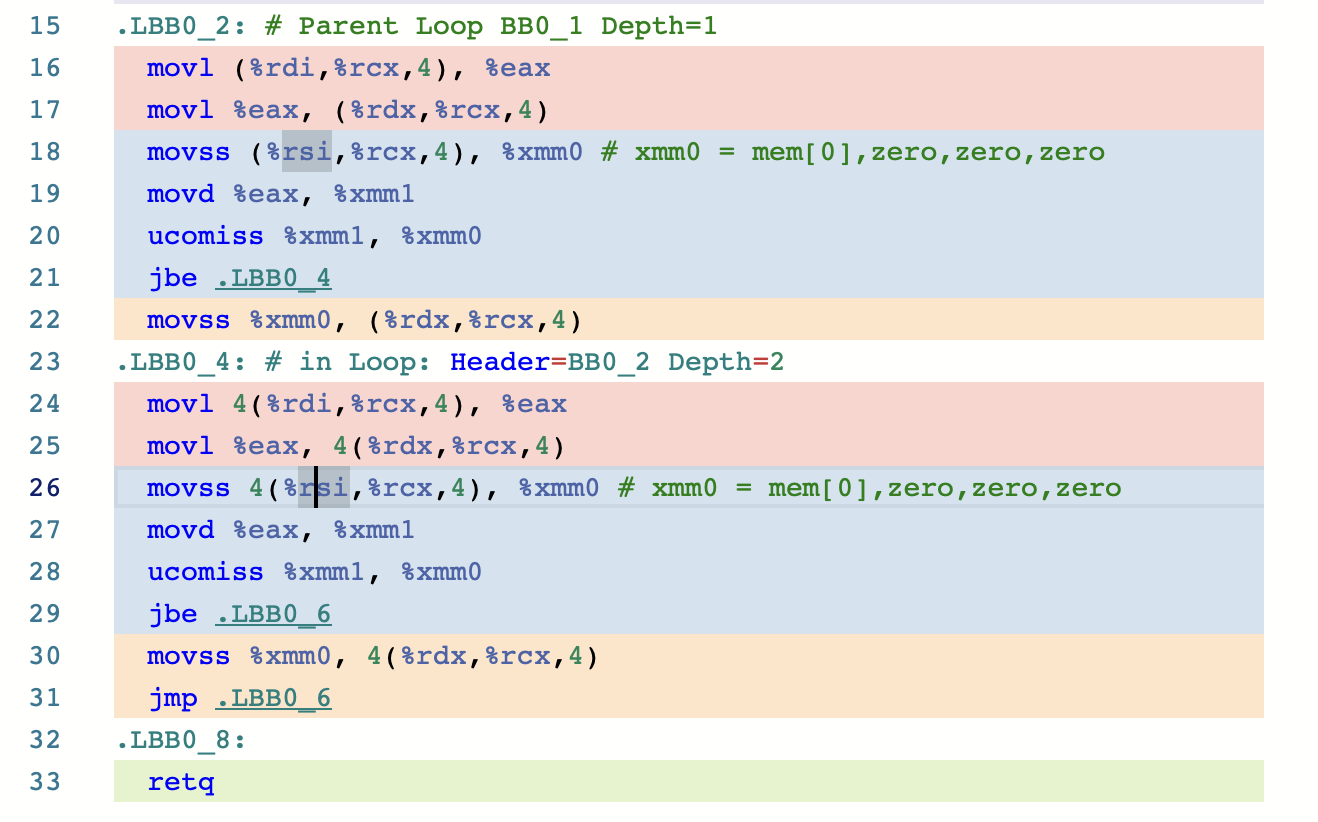 15 .LBB0_2: # Parent Loop BB0_1 Depth=1
16 movl (%rdi,%rcx,4), %eax
17 movl %eax, (%rdx,%rcx,4)
18 movss (%rsi,%rcx,4), %xmm0 # xmm0 = mem[0],zero,zero,zero
19 movd %eax, %xmm1
20 ucomiss %xmm1, %xmm0
21 jbe .LBB0_4
22 movss %xmm0, (%rdx,%rcx,4)
23 .LBB0_4: # in Loop: Header=BB0_2 Depth=2
24 movl 4(%rdi,%rcx,4), %eax
25 movl %eax, 4(%rdx,%rcx,4)
26 movss 4(%rsi,%rcx,4), %xmm0 # xmm0 = mem[0],zero,zero,zero
27 movd %eax, %xmm1
28 ucomiss %xmm1, %xmm0
29 jbe .LBB0_6
30 movss %xmm0, 4(%rdx,%rcx,4)
31 jmp .LBB0_6
32 .LBB0_8:
33 retq